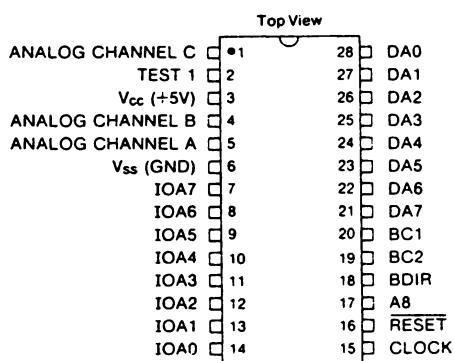 Top View
ANALOG CHANNEL C 1 28 DA0
TEST 1 2 27 DA1
Vcc (+5V) 3 26 DA2
ANALOG CHANNEL B 4 25 DA3
ANALOG CHANNEL A 5 24 DA4
Vss (GND) 6 23 DA5
IOA7 7 22 DA6
IOA6 8 21 DA7
IOA5 9 20 BC1
IOA4 10 19 BC2
IOA3 11 18 BDIR
IOA2 12 17 A8
IOA1 13 16 RESET
IOA0 14 15 CLOCK